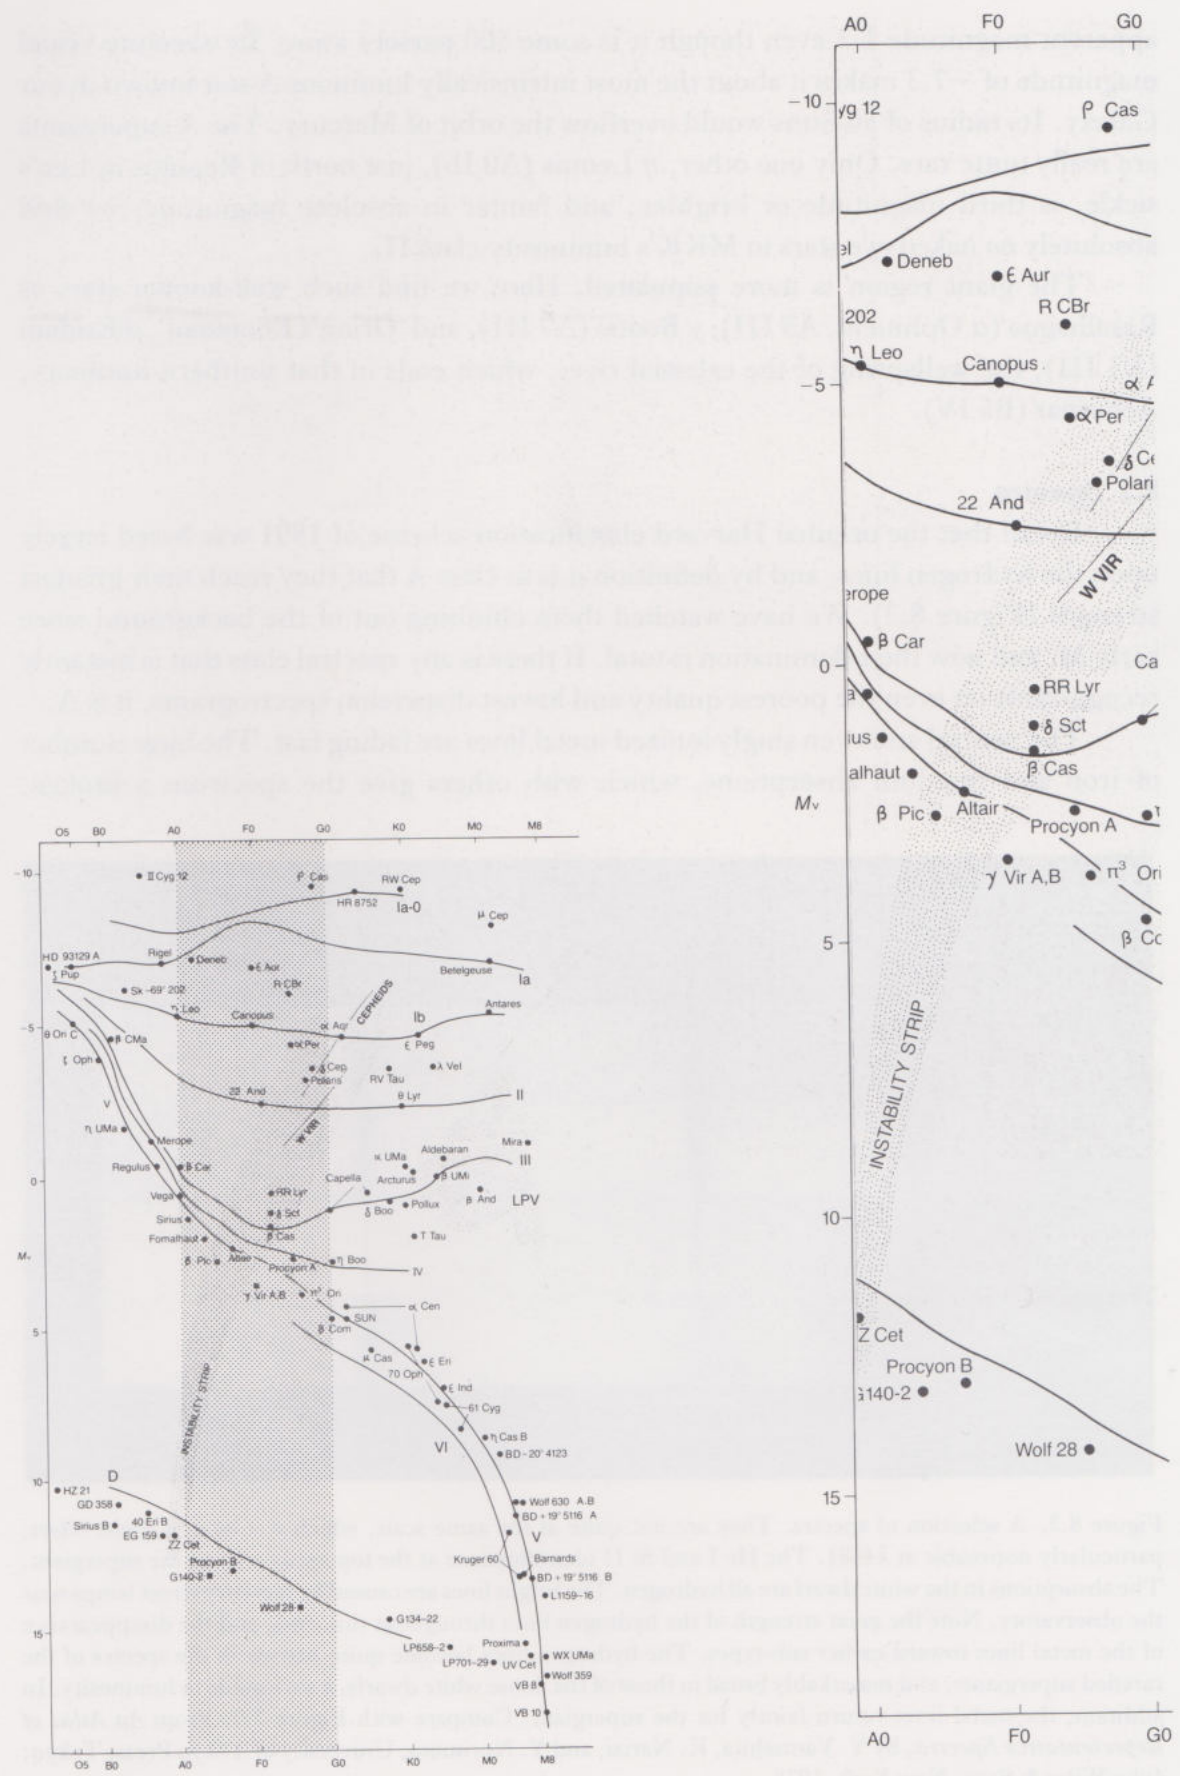 A0 F0 G0
-10
yg 12
ρ Cas
el
Deneb
ε Aur
R CBr
202
η Leo
Canopus
-5
α Per
δ Ce
Polari
22 And
W VIR
erope
β Car
Ca
0
RR Lyr
a
δ Sct
ius
β Cas
alhaut
Mv
β Pic
Altair
Procyon A
γ Vir A,B
π³ Ori
β Co
5
INSTABILITY STRIP
10
Z Cet
Procyon B
G140-2
Wolf 28
15
A0 F0 G0
O5 B0 A0 F0 G0 K0 M0 M8
-10
II Cyg 12
ρ Cas
RW Cep
HR 8752
Ia-0
μ Cep
HD 93129 A
Rigel
Deneb
ε Aur
Betelgeuse
Ia
ζ Pup
Sk -69° 202
R CBr
CEPHEIDS
η Leo
Canopus
α Aqr
Ib
Antares
-5
θ Ori C
β CMa
α Per
ε Peg
ζ Oph
δ Cep
Polaris
RV Tau
λ Vel
22 And
θ Lyr
II
V
W VIR
η UMa
Merope
Mira
α UMa
Aldebaran
III
Regulus
β Car
Arcturus
β UMi
0
Vega
RR Lyr
Capella
β And
LPV
Sirius
δ Sct
δ Boo
Pollux
Fomalhaut
β Cas
T Tau
Mv
β Pic
Altair
Procyon A
η Boo
IV
γ Vir A,B
π³ Ori
α Cen
SUN
5
β Com
μ Cas
ε Eri
70 Oph
ε Ind
61 Cyg
INSTABILITY STRIP
VI
η Cas B
BD -20° 4123
D
10
HZ 21
GD 358
Wolf 630 A,B
40 Eri B
BD +19° 5116 A
Sirius B
EG 159
ZZ Cet
V
Kruger 60
Barnards
Procyon B
G140-2
BD +19° 5116 B
L1159-16
Wolf 28
G134-22
15
LP658-2
Proxima
WX UMa
LP701-29
UV Cet
Wolf 359
VB 8
VB 10
O5 B0 A0 F0 G0 K0 M0 M8